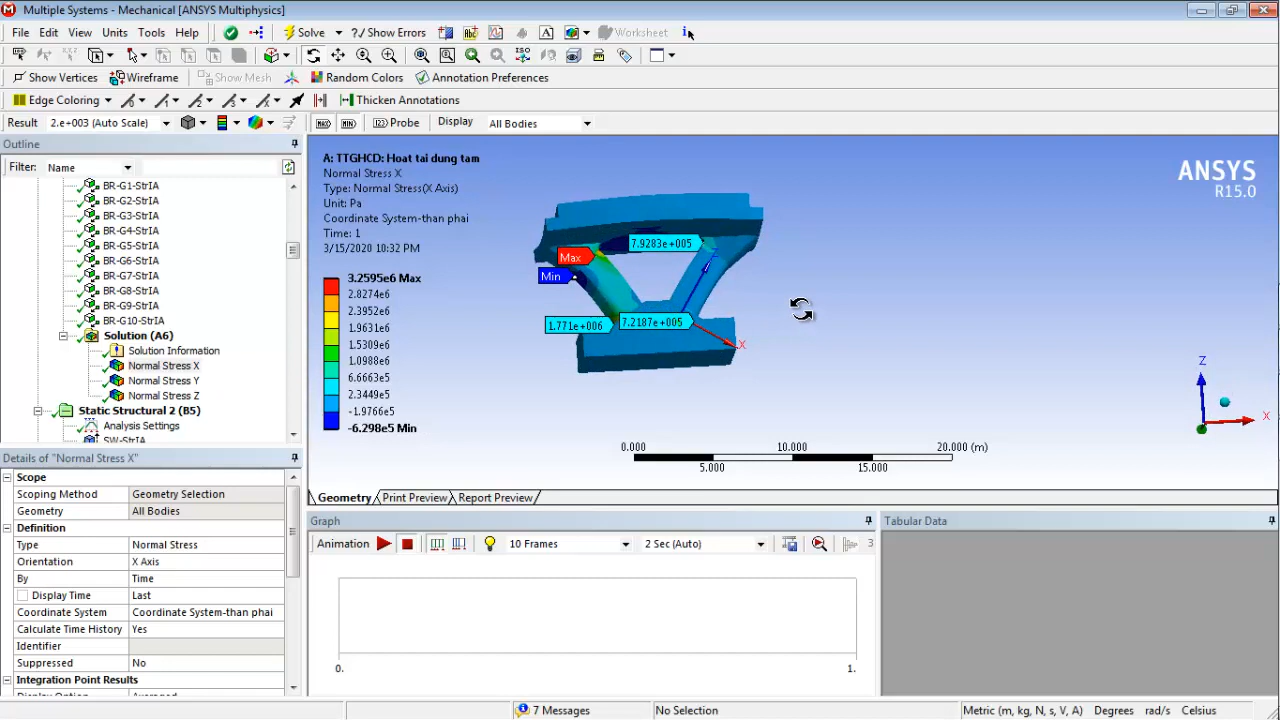 Multiple Systems - Mechanical [ANSYS Multiphysics]
File Edit View Units Tools Help Solve ?/ Show Errors Worksheet
Show Vertices Wireframe Show Mesh Random Colors Annotation Preferences
Edge Coloring Thicken Annotations
Result 2.e+003 (Auto Scale) Probe Display All Bodies
Outline
Filter: Name
BR-G1-StrIA
BR-G2-StrIA
BR-G3-StrIA
BR-G4-StrIA
BR-G5-StrIA
BR-G6-StrIA
BR-G7-StrIA
BR-G8-StrIA
BR-G9-StrIA
BR-G10-StrIA
Solution (A6)
Solution Information
Normal Stress X
Normal Stress Y
Normal Stress Z
Static Structural 2 (B5)
Analysis Settings
SW-StrIA
Details of "Normal Stress X"
Scope
Scoping Method Geometry Selection
Geometry All Bodies
Definition
Type Normal Stress
Orientation X Axis
By Time
Display Time Last
Coordinate System Coordinate System-than phai
Calculate Time History Yes
Identifier
Suppressed No
Integration Point Results
Display Option Averaged
A: TTGHCD: Hoat tai dung tam
Normal Stress X
Type: Normal Stress(X Axis)
Unit: Pa
Coordinate System-than phai
Time: 1
3/15/2020 10:32 PM
3.2595e6 Max
2.8274e6
2.3952e6
1.9631e6
1.5309e6
1.0988e6
6.6663e5
2.3449e5
-1.9766e5
-6.298e5 Min
ANSYS
R15.0
7.9283e+005
Max
Min
1.771e+006
7.2187e+005
X
Z
X
0.000 10.000 20.000 (m)
5.000 15.000
Geometry Print Preview Report Preview
Graph
Animation 10 Frames 2 Sec (Auto) 3
0. 1.
Tabular Data
7 Messages No Selection Metric (m, kg, N, s, V, A) Degrees rad/s Celsius